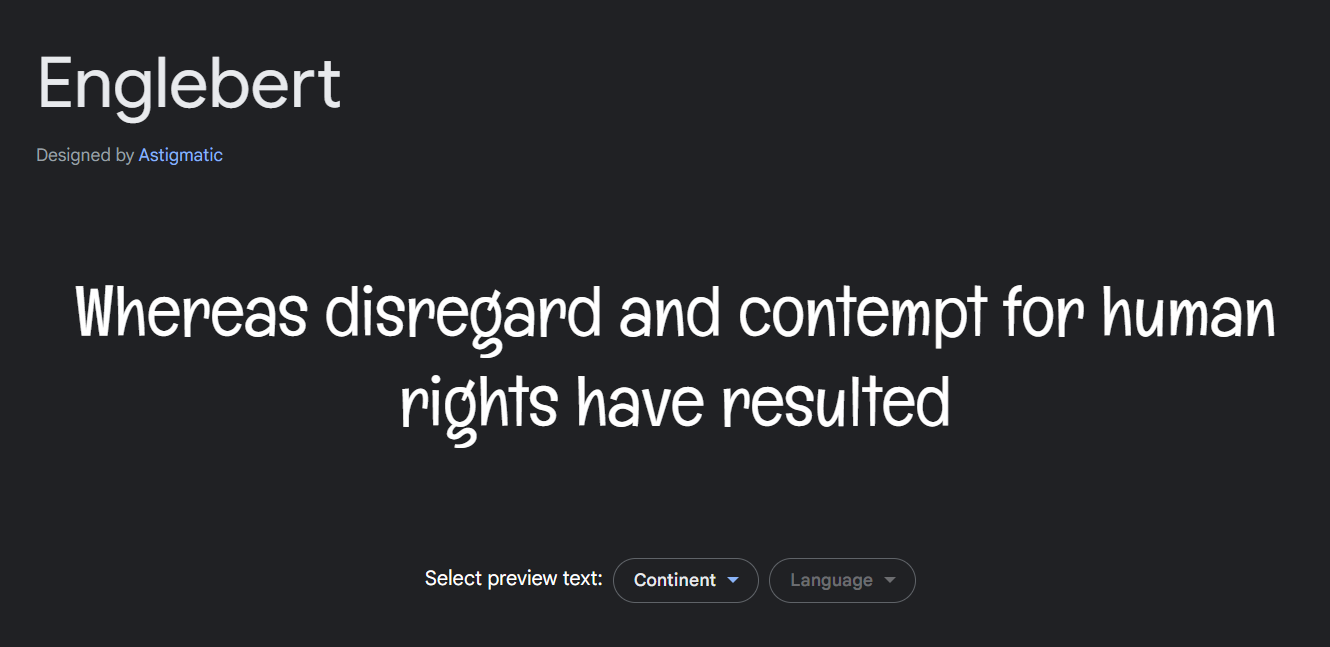 Englebert
Designed by Astigmatic
Whereas disregard and contempt for human
rights have resulted
Select preview text: Continent Language